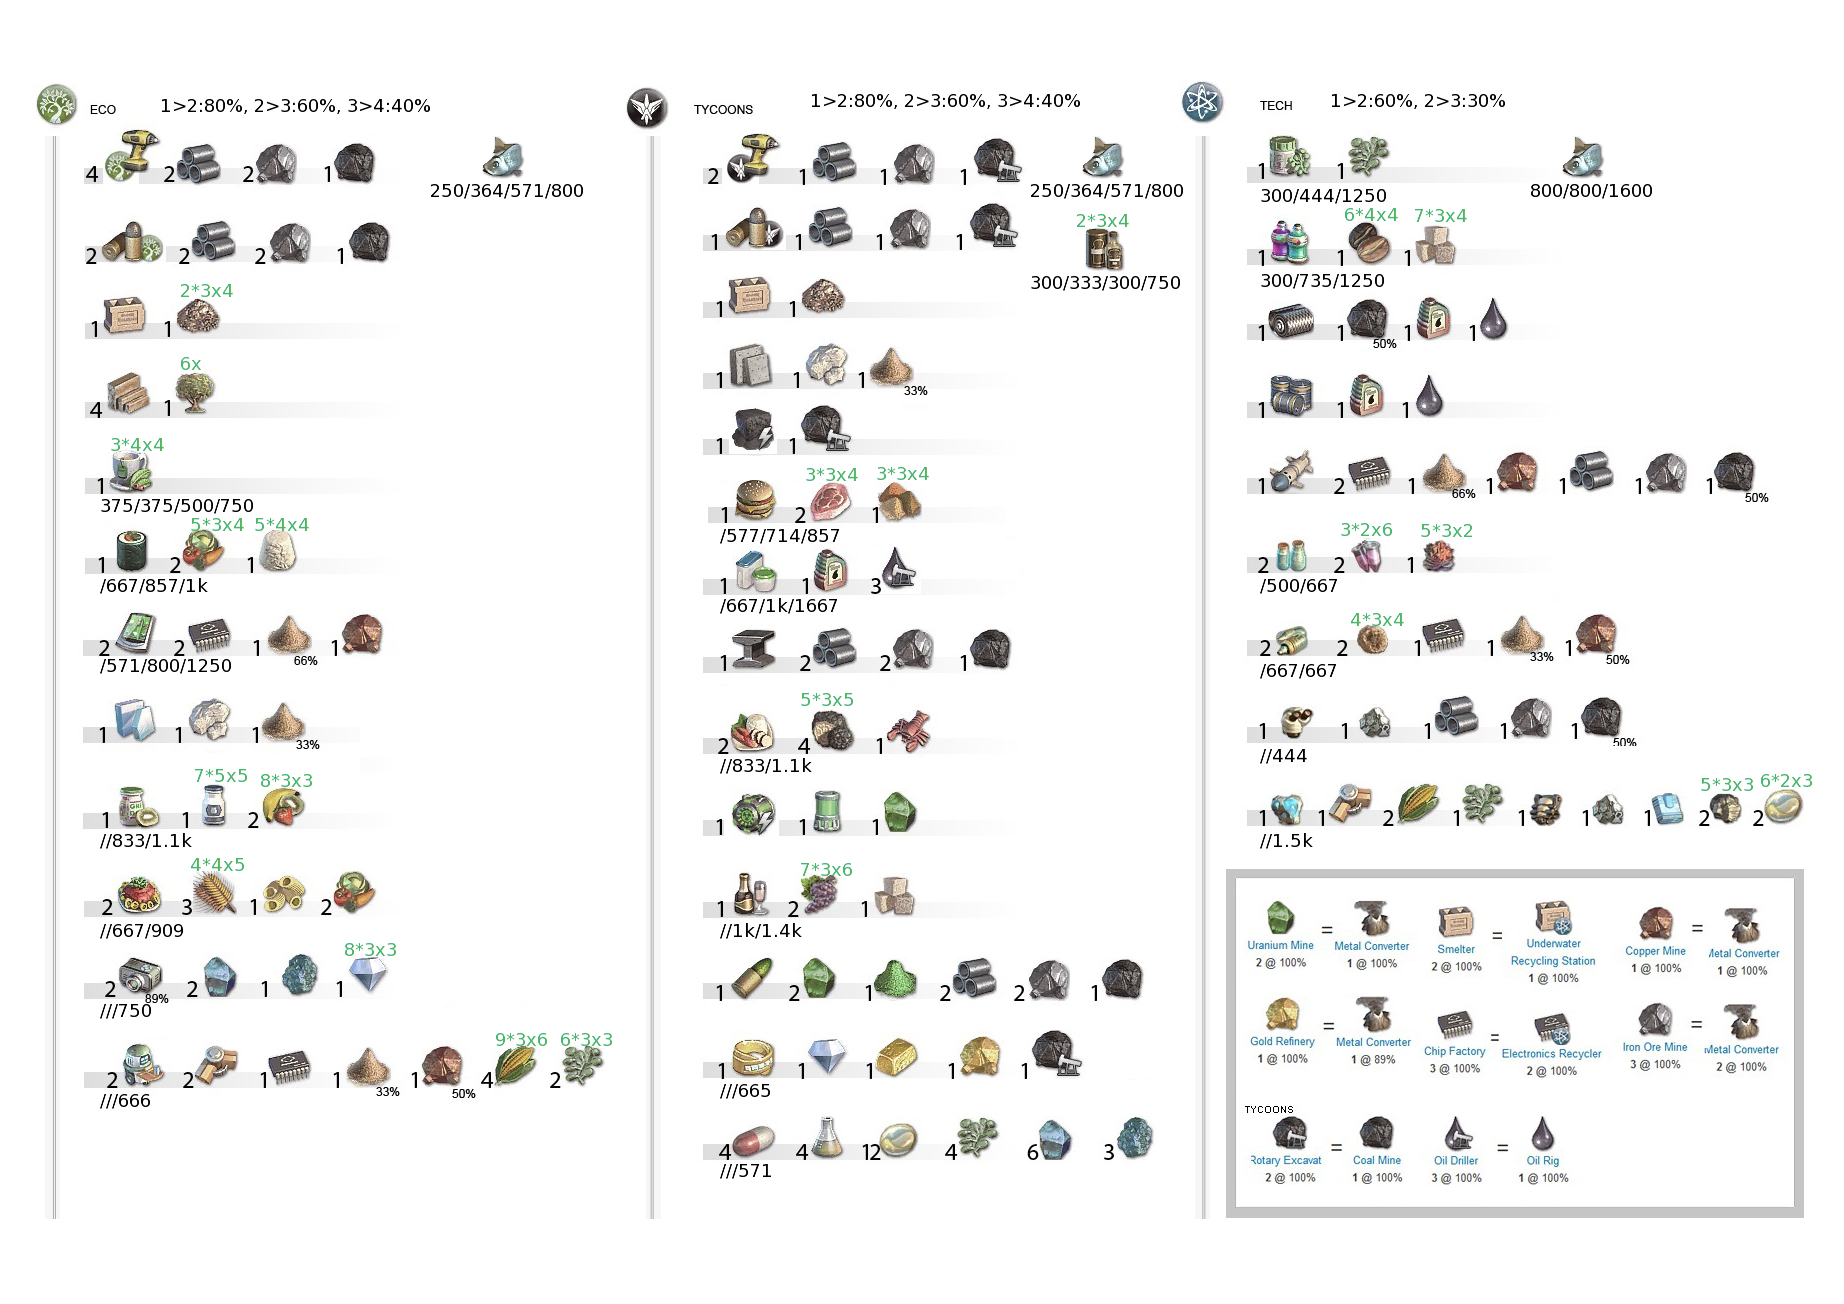 ECO 1>2:80%, 2>3:60%, 3>4:40%
4 2 2 1
250/364/571/800
2 2 2 1
2*3x4
1 1
6x
4 1
3*4x4
1
375/375/500/750
5*3x4 5*4x4
1 2 1
/667/857/1k
2 2 1 66% 1
/571/800/1250
1 1 1 33%
7*5x5 8*3x3
1 1 2
//833/1.1k
4*4x5
2 3 1 2
//667/909
8*3x3
2 89% 2 1 1
///750
9*3x6 6*3x3
2 2 1 1 33% 1 50% 4 2
///666
TYCOONS 1>2:80%, 2>3:60%, 3>4:40%
2 1 1 1
250/364/571/800
1 1 1 1
2*3x4
300/333/300/750
1 1
1 1 1 33%
1 1
3*3x4 3*3x4
1 2 1
/577/714/857
1 1 3
/667/1k/1667
1 2 2 1
5*3x5
2 4 1
//833/1.1k
1 1 1
7*3x6
1 2 1
//1k/1.4k
1 2 1 2 2 1
1 1 1 1 1
///665
4 4 12 4 6 3
///571
TECH 1>2:60%, 2>3:30%
1 1
300/444/1250
800/800/1600
6*4x4 7*3x4
1 1 1
300/735/1250
1 1 50% 1 1
1 1 1
1 2 1 66% 1 1 1 1 50%
3*2x6 5*3x2
2 2 1
/500/667
4*3x4
2 2 1 1 33% 1 50%
/667/667
1 1 1 1 1 50%
//444
5*3x3 6*2x3
1 1 2 1 1 1 1 2 2
//1.5k
Uranium Mine = Metal Converter
2 @ 100% 1 @ 100%
Smelter = Underwater
Recycling Station
2 @ 100% 1 @ 100%
Copper Mine = Metal Converter
1 @ 100% 1 @ 100%
Gold Refinery = Metal Converter
1 @ 100% 1 @ 89%
Chip Factory = Electronics Recycler
3 @ 100% 2 @ 100%
Iron Ore Mine = Metal Converter
3 @ 100% 2 @ 100%
TYCOONS
Rotary Excavat = Coal Mine
2 @ 100% 1 @ 100%
Oil Driller = Oil Rig
3 @ 100% 1 @ 100%